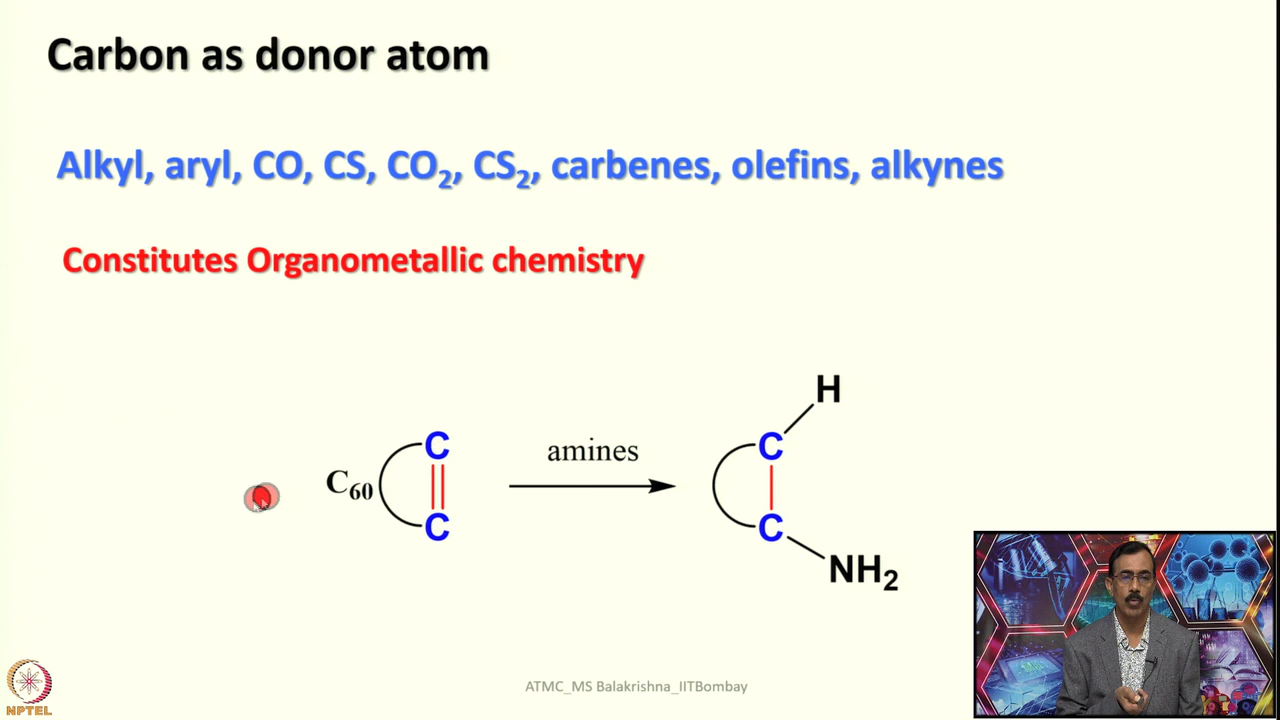 Carbon as donor atom
Alkyl, aryl, CO, CS, CO₂, CS₂, carbenes, olefins, alkynes
Constitutes Organometallic chemistry
H
C C
C₆₀ amines
C C
NH₂
ATMC_MS Balakrishna_IITBombay
NPTEL